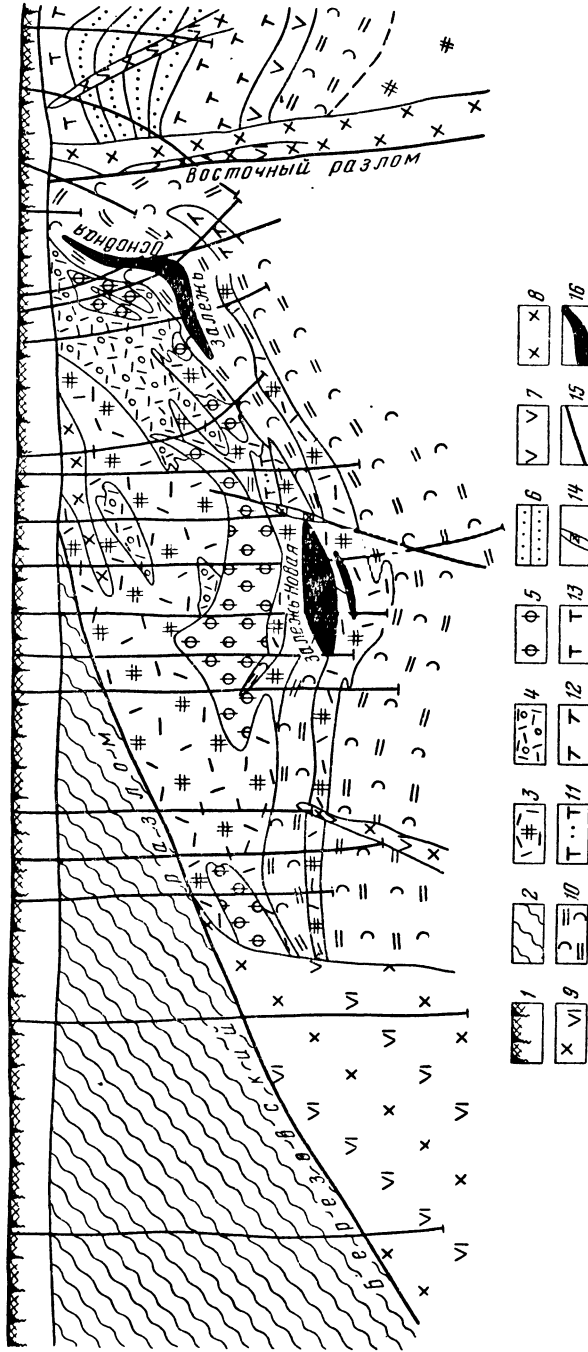 Березовский разлом
Восточный разлом
Основная
залежь
залежь Новая
1 2 3 4 5 6 7 8
9 10 11 12 13 14 15 16